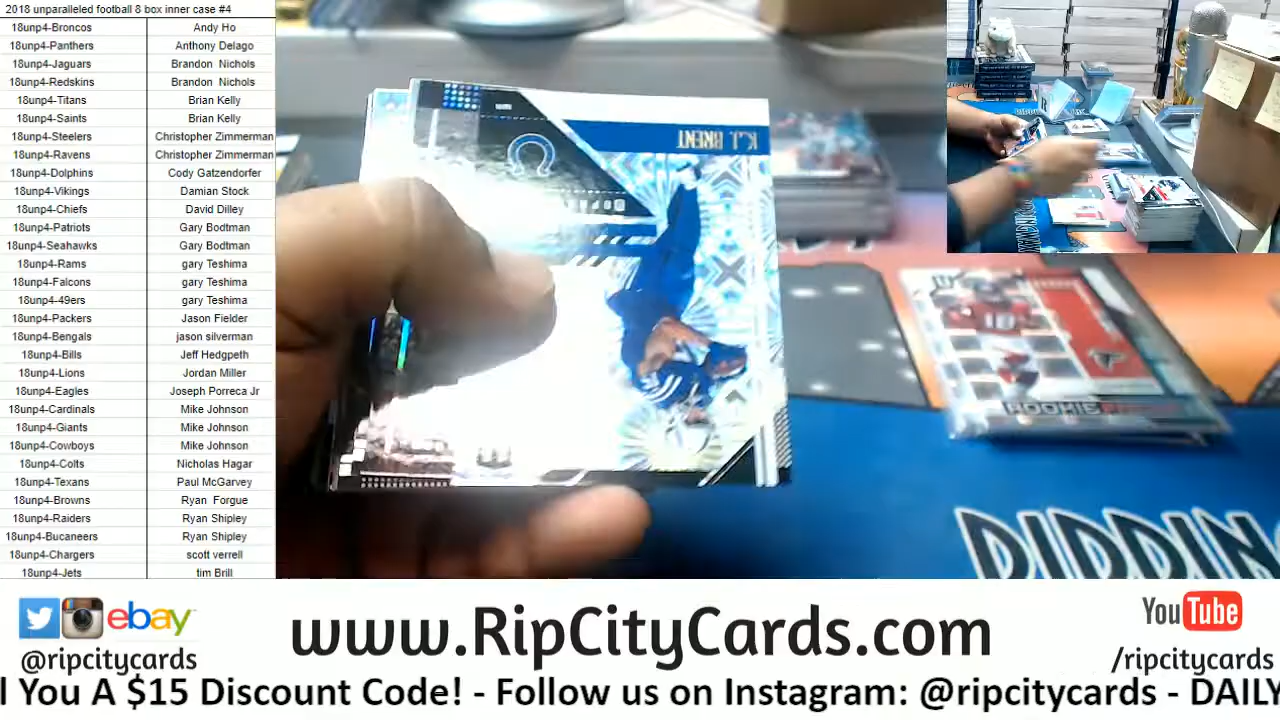 2018 unparalleled football 8 box inner case #4
18unp4-Broncos Andy Ho
18unp4-Panthers Anthony Delago
18unp4-Jaguars Brandon Nichols
18unp4-Redskins Brandon Nichols
18unp4-Titans Brian Kelly
18unp4-Saints Brian Kelly
18unp4-Steelers Christopher Zimmerman
18unp4-Ravens Christopher Zimmerman
18unp4-Dolphins Cody Gatzendorfer
18unp4-Vikings Damian Stock
18unp4-Chiefs David Dilley
18unp4-Patriots Gary Bodtman
18unp4-Seahawks Gary Bodtman
18unp4-Rams gary Teshima
18unp4-Falcons gary Teshima
18unp4-49ers gary Teshima
18unp4-Packers Jason Fielder
18unp4-Bengals jason silverman
18unp4-Bills Jeff Hedgpeth
18unp4-Lions Jordan Miller
18unp4-Eagles Joseph Porreca Jr
18unp4-Cardinals Mike Johnson
18unp4-Giants Mike Johnson
18unp4-Cowboys Mike Johnson
18unp4-Colts Nicholas Hagar
18unp4-Texans Paul McGarvey
18unp4-Browns Ryan Forgue
18unp4-Raiders Ryan Shipley
18unp4-Bucaneers Ryan Shipley
18unp4-Chargers scott verrell
18unp4-Jets tim Brill
K.J. BRENT
ROOKIE
ebay
@ripcitycards
www.RipCityCards.com
YouTube
/ripcitycards
l You A $15 Discount Code! - Follow us on Instagram: @ripcitycards - DAILY